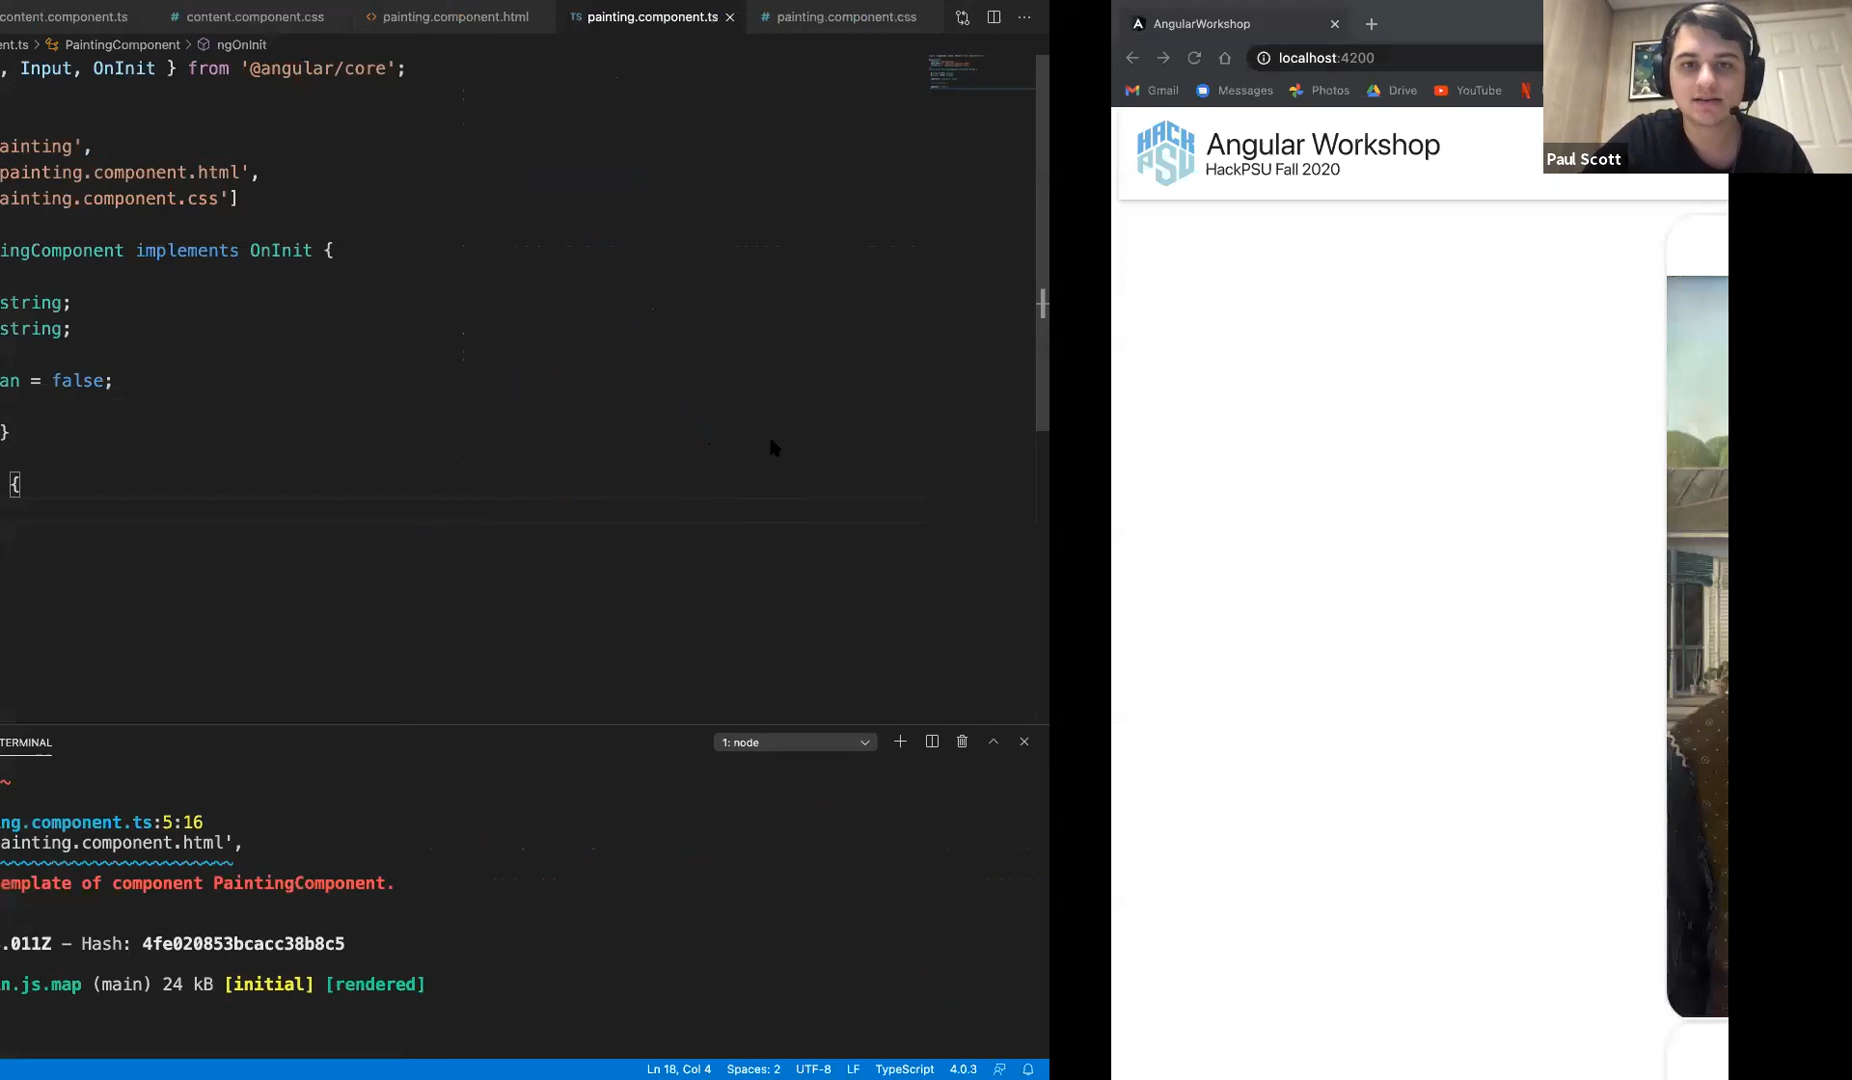 content.component.ts
# content.component.css
<> painting.component.html
TS painting.component.ts
# painting.component.css
ent.ts > PaintingComponent > ngOnInit
, Input, OnInit } from '@angular/core';
ainting',
painting.component.html',
ainting.component.css']
ingComponent implements OnInit {
string;
string;
an = false;
}
{
TERMINAL
1: node
~
ng.component.ts:5:16
ainting.component.html',
emplate of component PaintingComponent.
.011Z - Hash: 4fe020853bcacc38b8c5
n.js.map (main) 24 kB [initial] [rendered]
Ln 18, Col 4
Spaces: 2
UTF-8
LF
TypeScript
4.0.3
AngularWorkshop
localhost:4200
Gmail
Messages
Photos
Drive
YouTube
HACK
PSU
Angular Workshop
HackPSU Fall 2020
Paul Scott